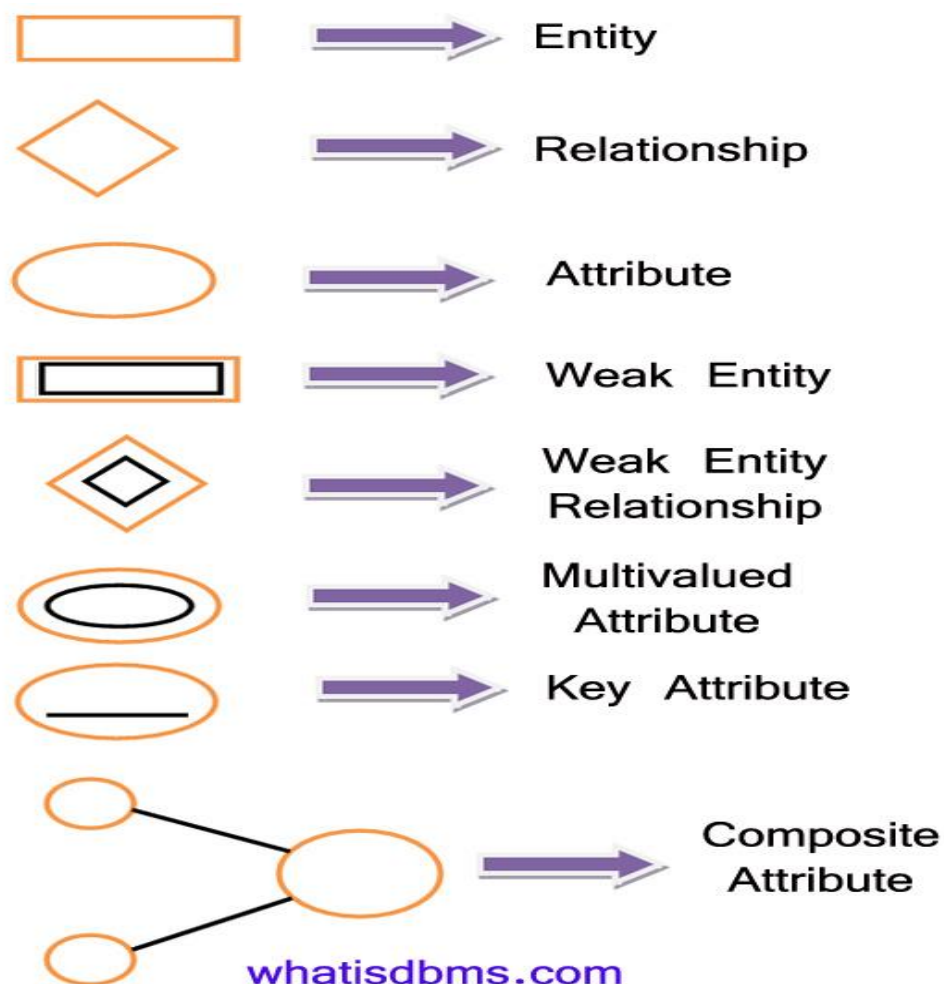 Entity
Relationship
Attribute
Weak Entity
Weak Entity
Relationship
Multivalued
Attribute
Key Attribute
Composite
Attribute
whatisdbms.com